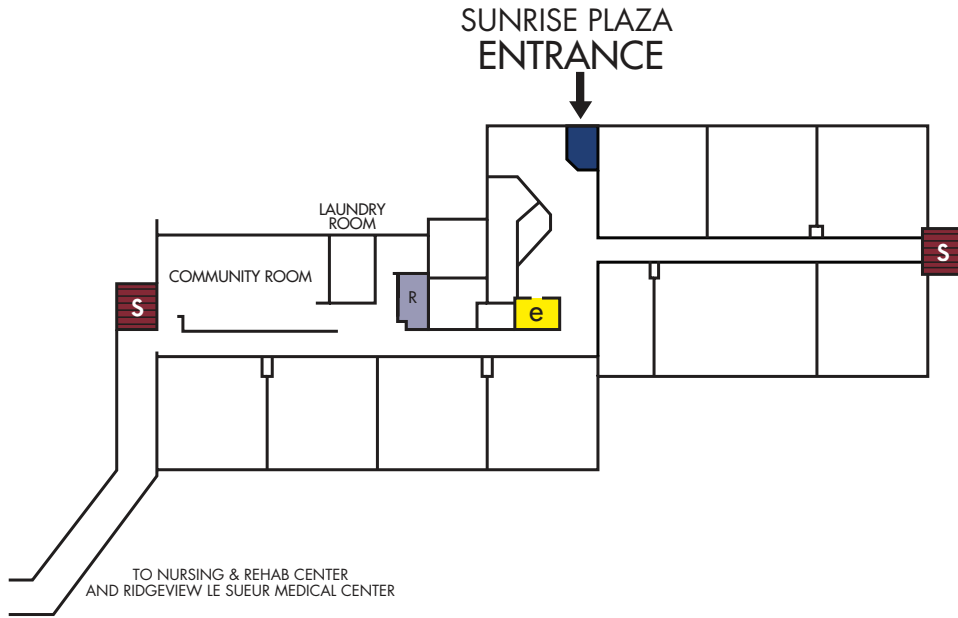 SUNRISE PLAZA
ENTRANCE
LAUNDRY
ROOM
COMMUNITY ROOM
S
R
S
e
TO NURSING & REHAB CENTER
AND RIDGEVIEW LE SUEUR MEDICAL CENTER